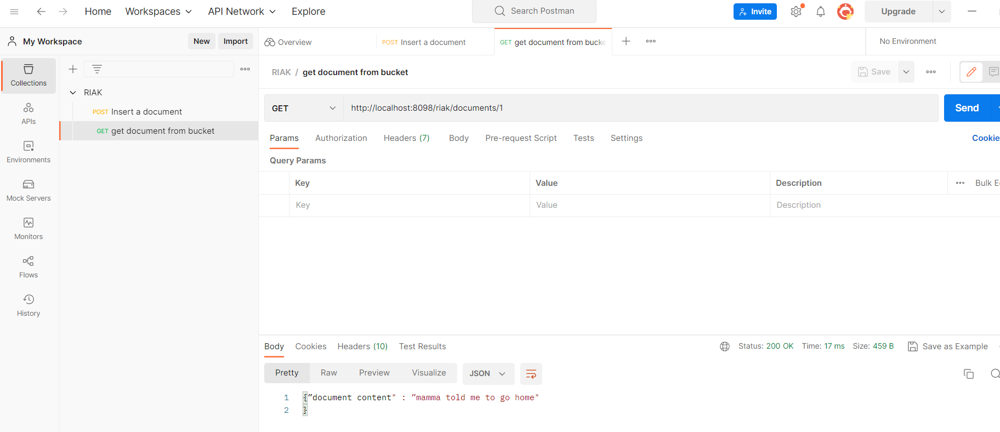 Home Workspaces API Network Explore Search Postman Invite Upgrade
My Workspace New Import Overview POST Insert a document GET get document from bucke No Environment
Collections
APIs
Environments
Mock Servers
Monitors
Flows
History
RIAK
POST Insert a document
GET get document from bucket
RIAK / get document from bucket Save
GET http://localhost:8098/riak/documents/1 Send
Params Authorization Headers (7) Body Pre-request Script Tests Settings Cookie
Query Params
Key Value Description Bulk E
Key Value Description
Body Cookies Headers (10) Test Results Status: 200 OK Time: 17 ms Size: 459 B Save as Example
Pretty Raw Preview Visualize JSON
1 {”document content" : ”mamma told me to go home"
2 }